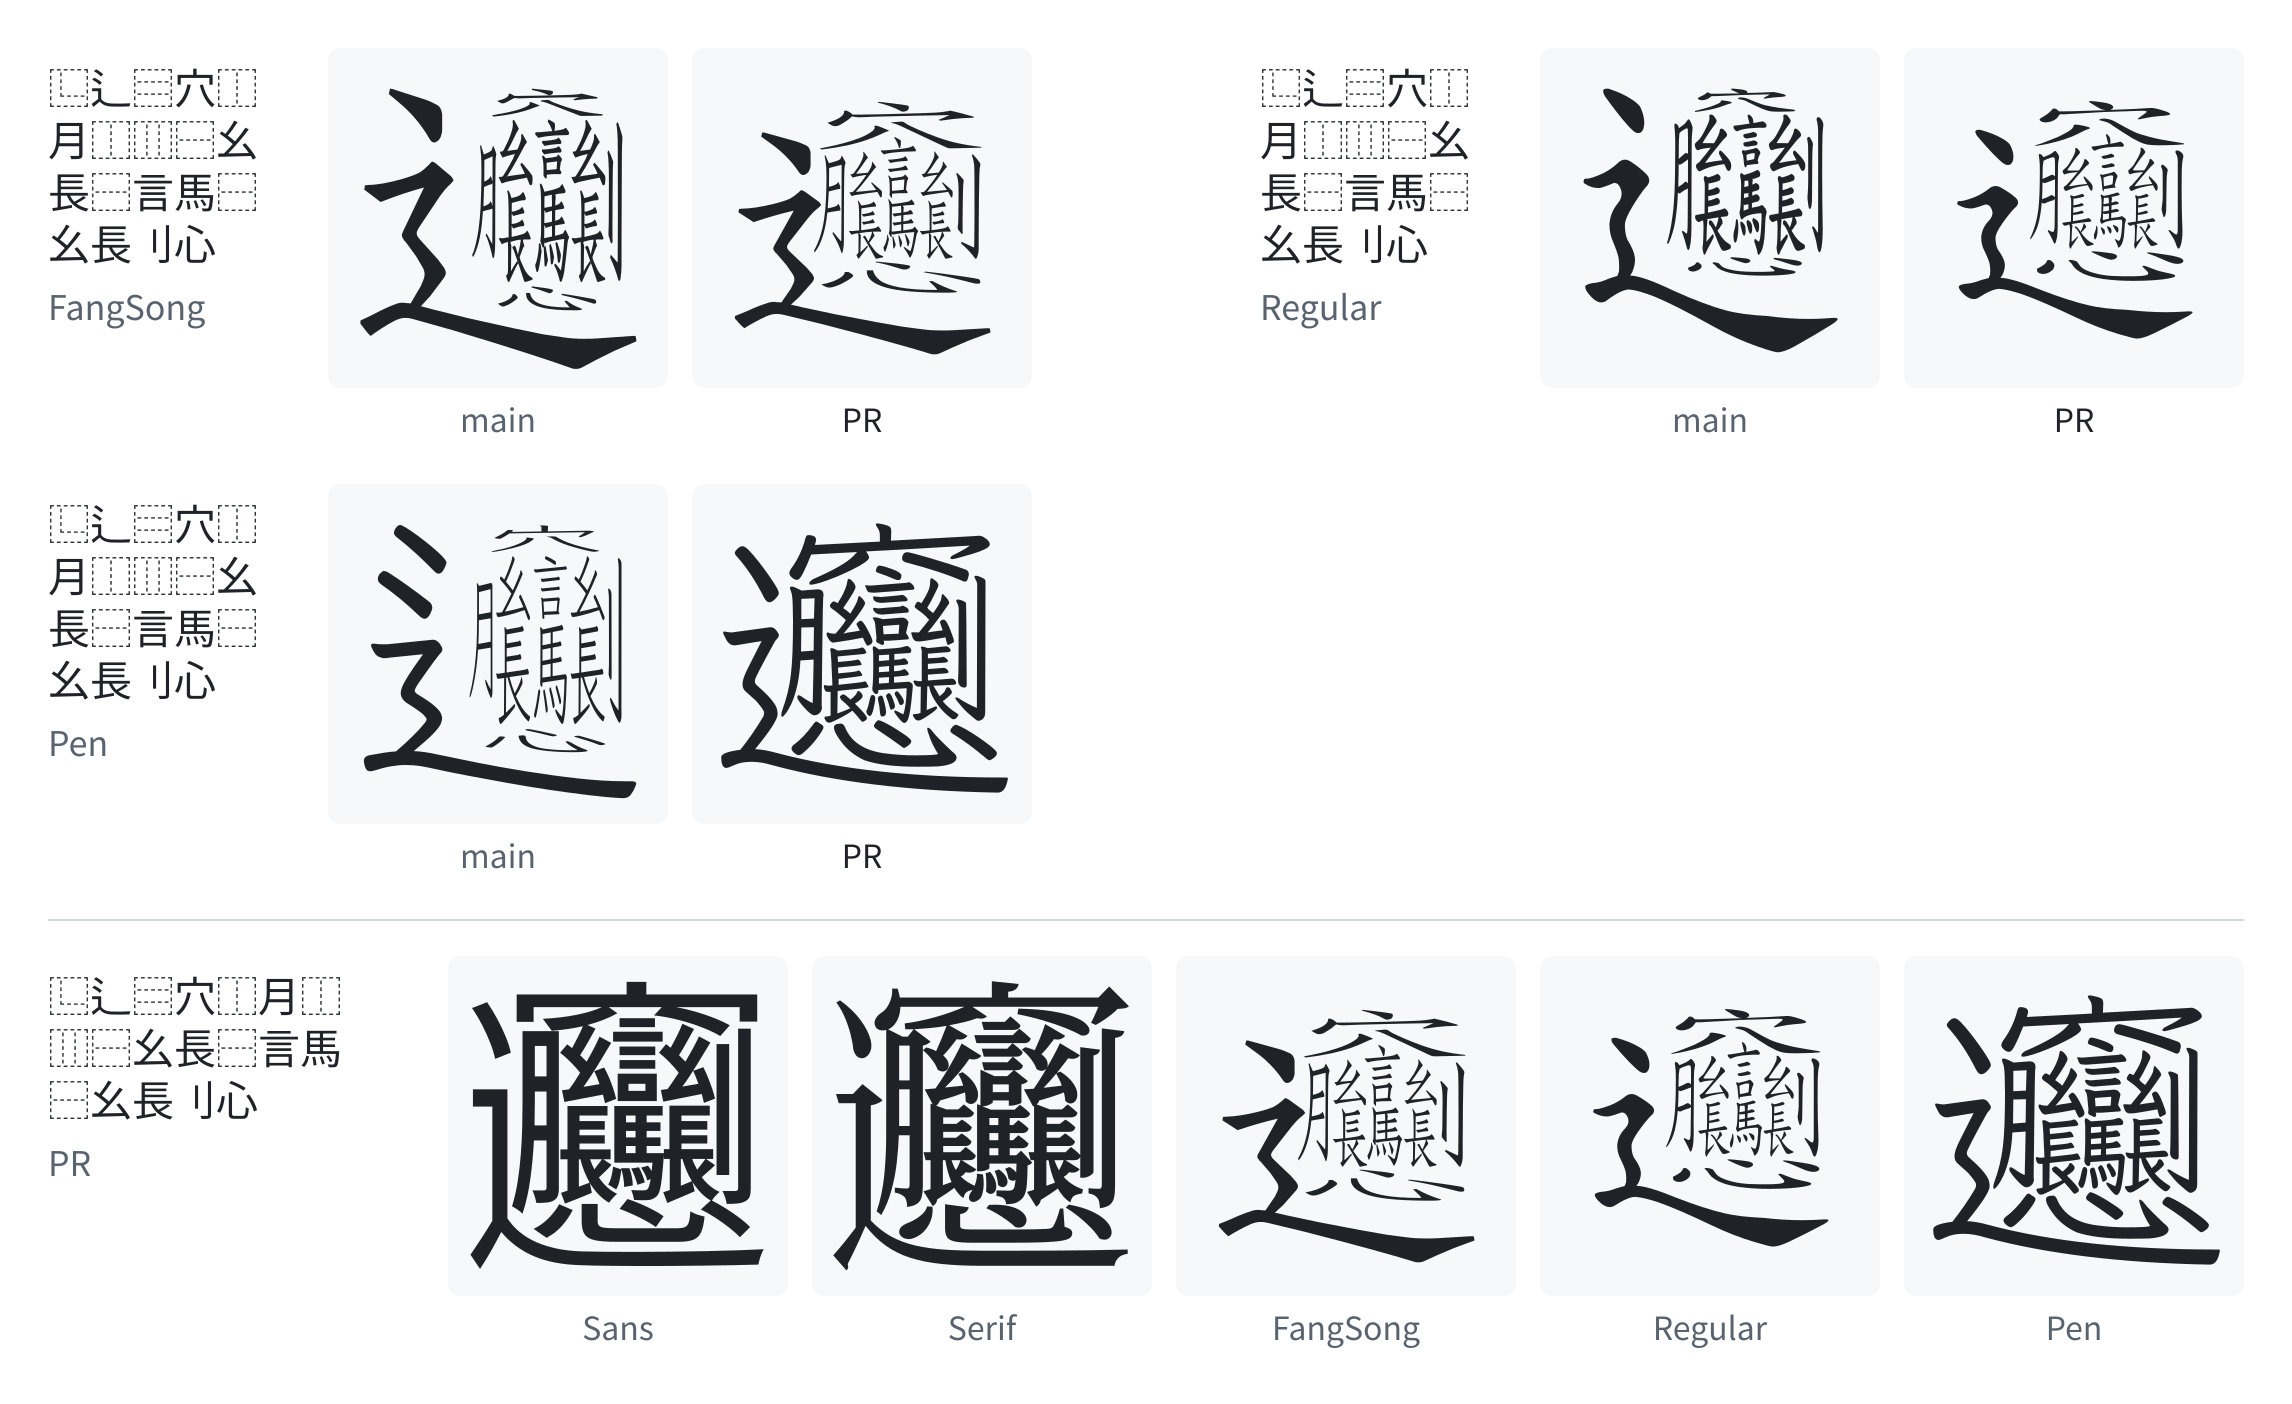 ⿺辶⿳穴⿰
月⿰⿲⿱幺
長⿱言馬⿱
幺長刂心
FangSong
𰻞
main
𰻞
PR
⿺辶⿳穴⿰
月⿰⿲⿱幺
長⿱言馬⿱
幺長刂心
Regular
𰻞
main
𰻞
PR
⿺辶⿳穴⿰
月⿰⿲⿱幺
長⿱言馬⿱
幺長刂心
Pen
𰻞
main
𰻞
PR
⿺辶⿳穴⿰月⿰
⿲⿱幺長⿱言馬
⿱幺長刂心
PR
𰻞
Sans
𰻞
Serif
𰻞
FangSong
𰻞
Regular
𰻞
Pen